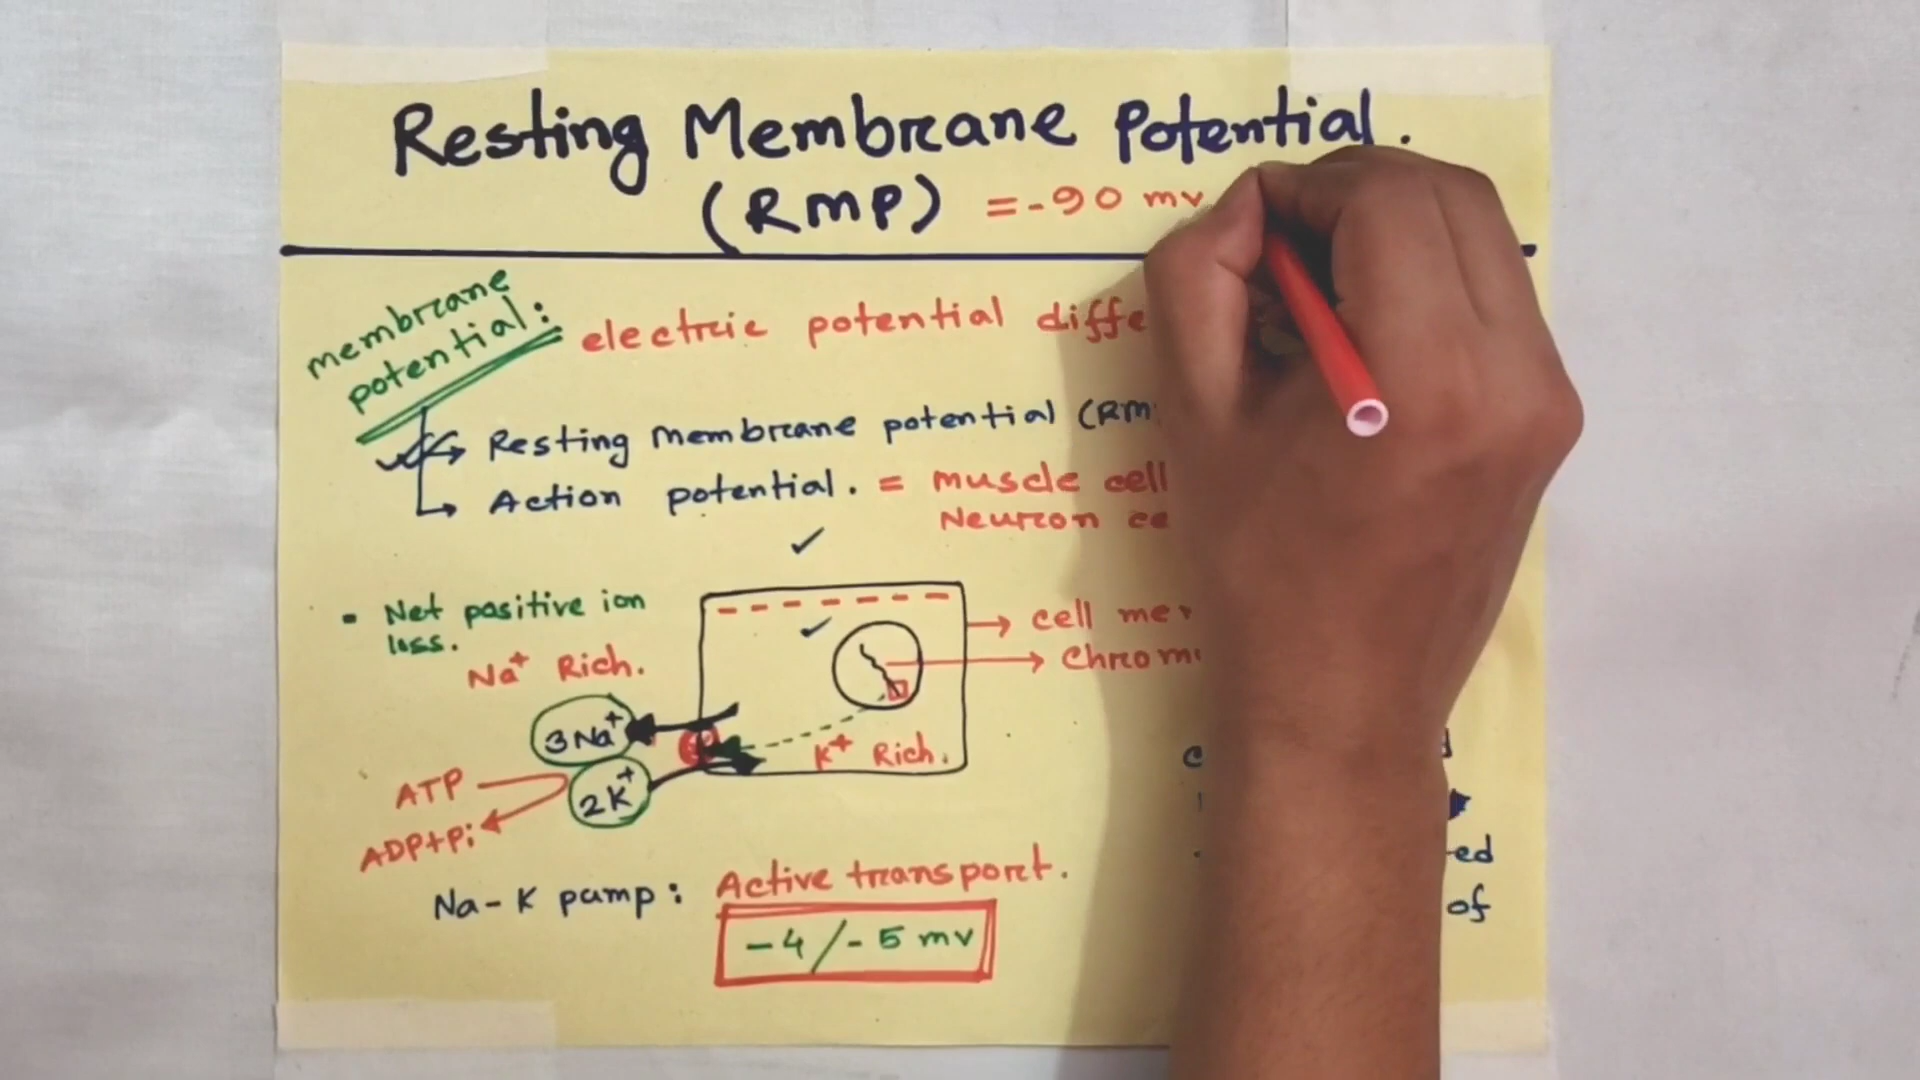 Resting Membrane Potential.
(RMP) = -90 mv
membrane potential:
electric potential diffe
Resting Membrane potential (RM
Action potential. = muscle cell
Neuron ce
Net positive ion
loss.
Na+ Rich.
cell me
Chrom
3Na+
K+ Rich.
ATP
2K+
ADP+Pi
ed
Na-K pump: Active transport.
of
-4/-5 mv